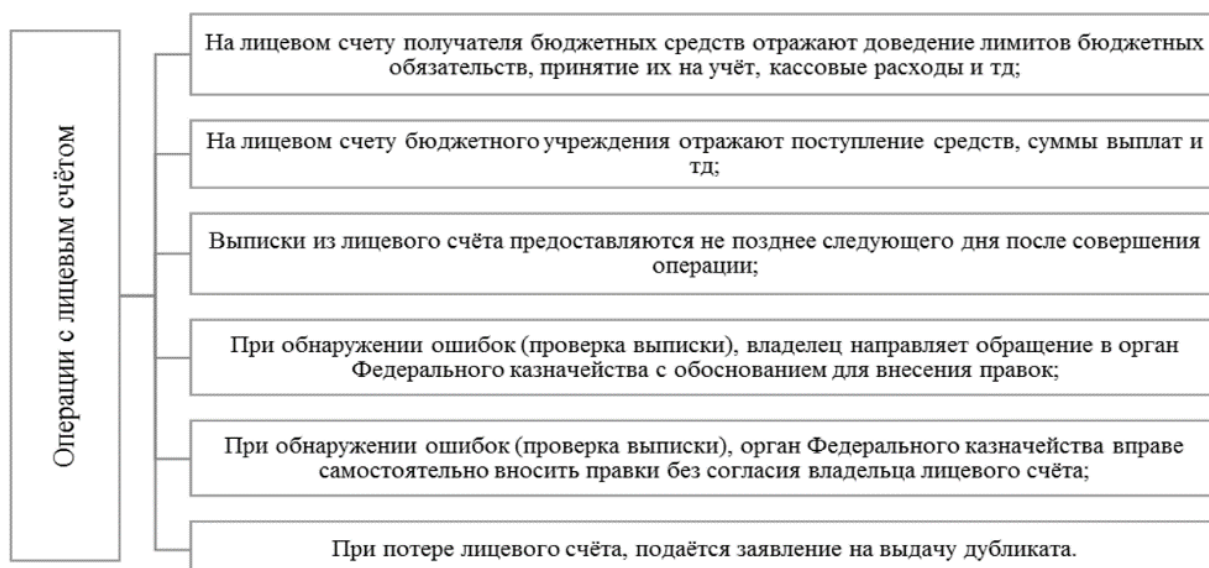 Операции с лицевым счётом
На лицевом счету получателя бюджетных средств отражают доведение лимитов бюджетных
обязательств, принятие их на учёт, кассовые расходы и тд;
На лицевом счету бюджетного учреждения отражают поступление средств, суммы выплат и
тд;
Выписки из лицевого счёта предоставляются не позднее следующего дня после совершения
операции;
При обнаружении ошибок (проверка выписки), владелец направляет обращение в орган
Федерального казначейства с обоснованием для внесения правок;
При обнаружении ошибок (проверка выписки), орган Федерального казначейства вправе
самостоятельно вносить правки без согласия владельца лицевого счёта;
При потере лицевого счёта, подаётся заявление на выдачу дубликата.